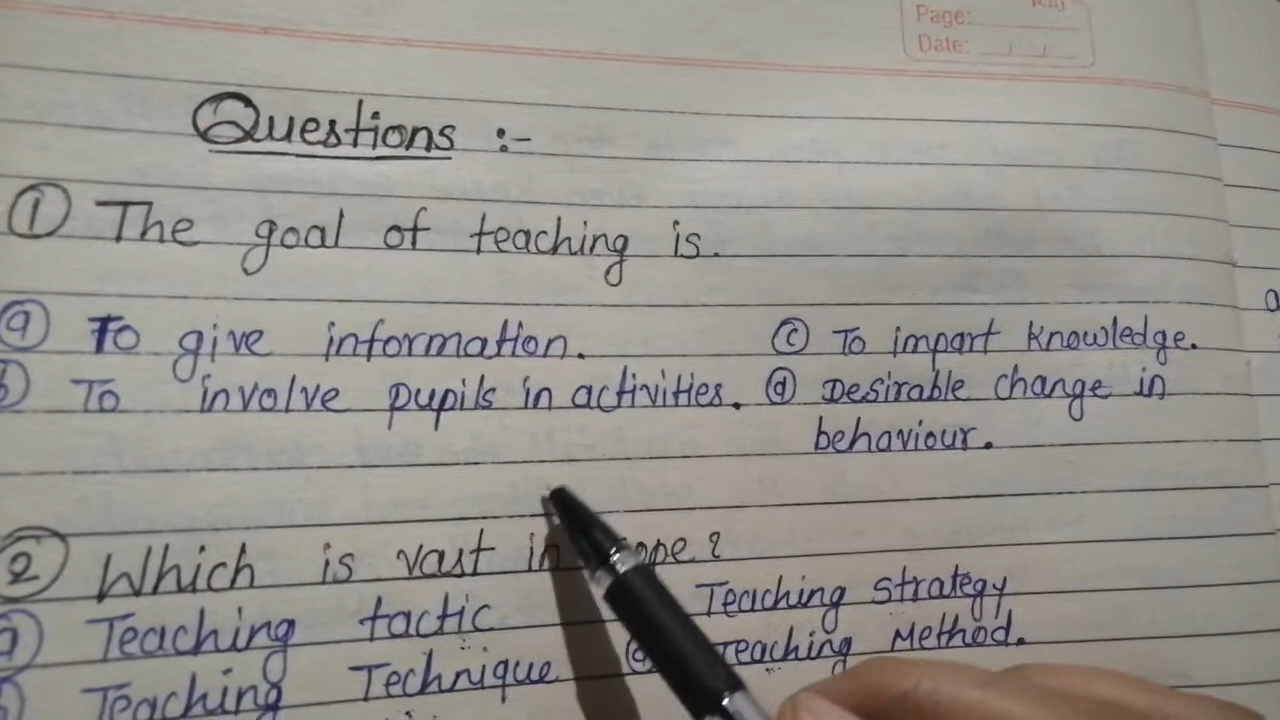 Page:
Date:
Questions :-
① The goal of teaching is.
ⓐ To give information.
ⓒ To impart knowledge.
b) To involve pupils in activities.
ⓓ Desirable change in
behaviour.
② Which is vast in ?
Teaching tactic
Teaching Strategy
Teaching Technique
Teaching Method.